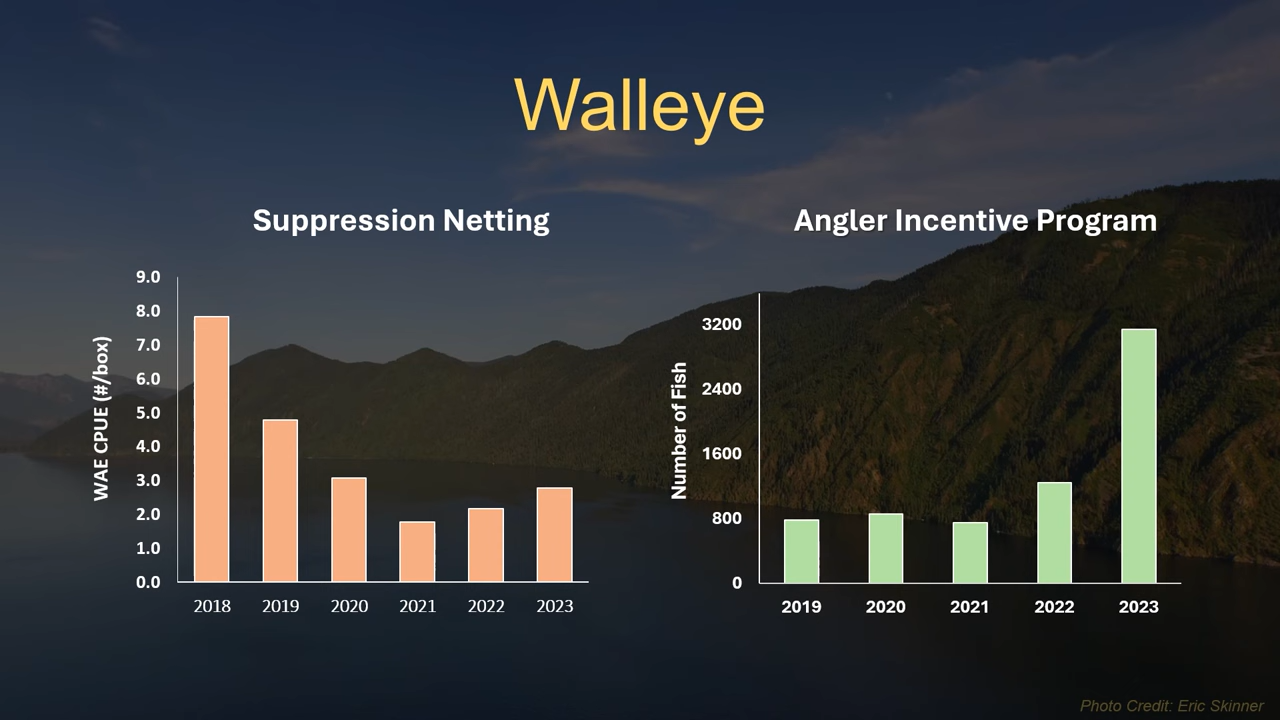 Walleye
Suppression Netting
WAE CPUE (#/box)
9.0
8.0
7.0
6.0
5.0
4.0
3.0
2.0
1.0
0.0
2018 2019 2020 2021 2022 2023
Angler Incentive Program
Number of Fish
3200
2400
1600
800
0
2019 2020 2021 2022 2023
Photo Credit: Eric Skinner